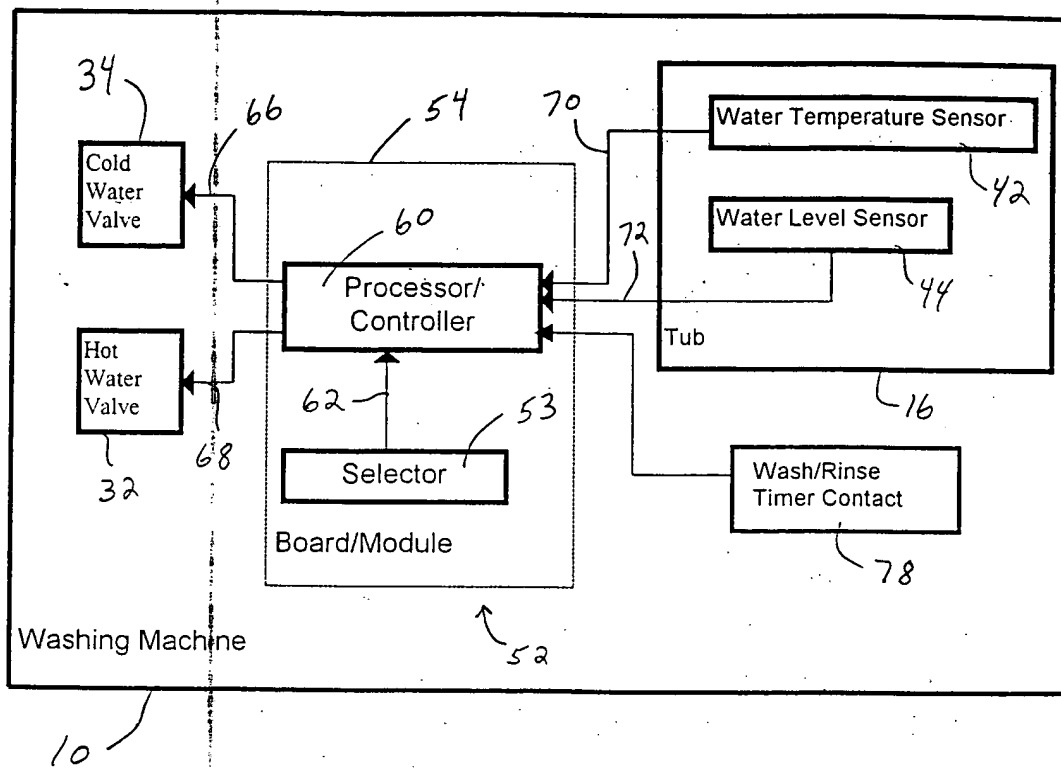 34
66
54
70
Water Temperature Sensor
42
Cold
Water
Valve
60
72
Water Level Sensor
44
Processor/
Controller
Tub
16
Hot
Water
Valve
68
32
62
53
Selector
Board/Module
Wash/Rinse
Timer Contact
78
52
Washing Machine
10